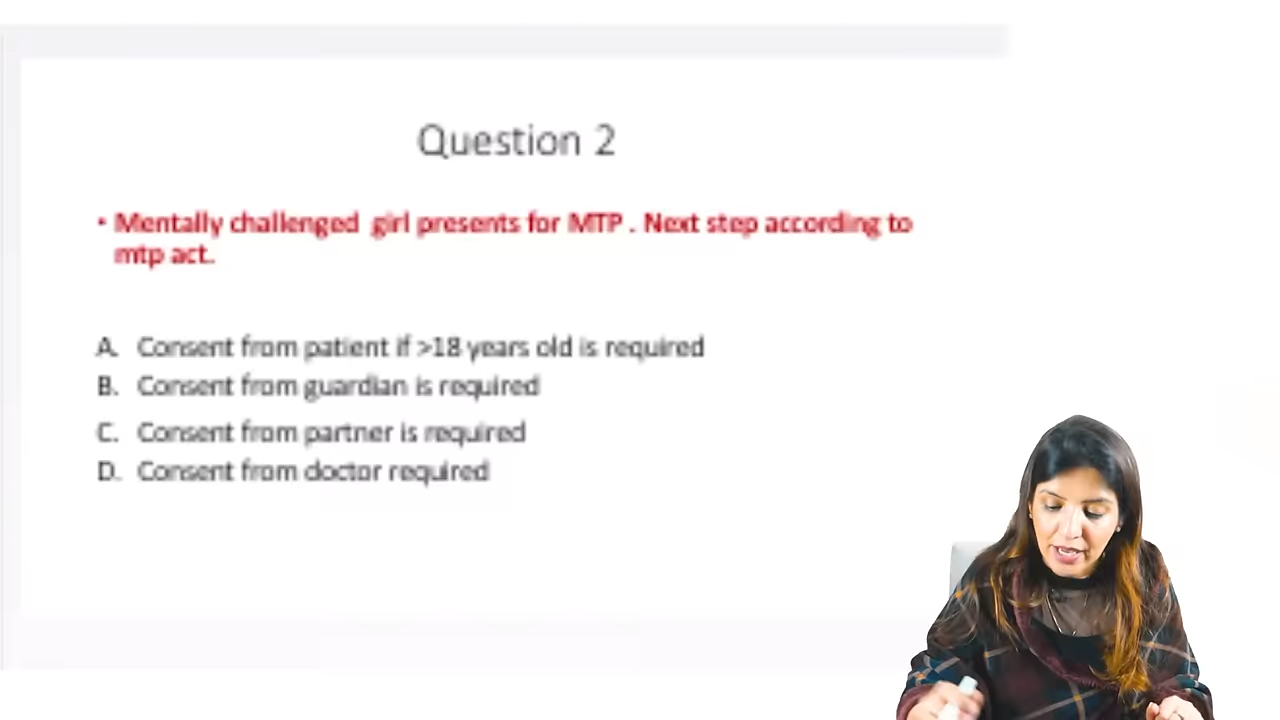 Question 2
• Mentally challenged girl presents for MTP . Next step according to
mtp act.
A. Consent from patient if >18 years old is required
B. Consent from guardian is required
C. Consent from partner is required
D. Consent from doctor required